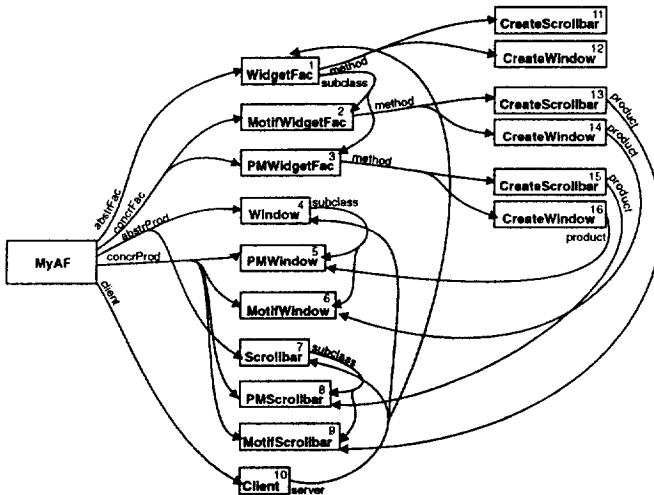 11
CreateScrollbar
12
CreateWindow
1
WidgetFac
method
subclass
13
CreateScrollbar
product
2
MotifWidgetFac
method
14
CreateWindow
product
3
PMWidgetFac
method
15
CreateScrollbar
product
16
CreateWindow
product
abstrFac
concrFac
abstrProd
4
Window
subclass
MyAF
concrProd
5
PMWindow
client
6
MotifWindow
7
Scrollbar
subclass
8
PMScrollbar
9
MotifScrollbar
10
Client
server